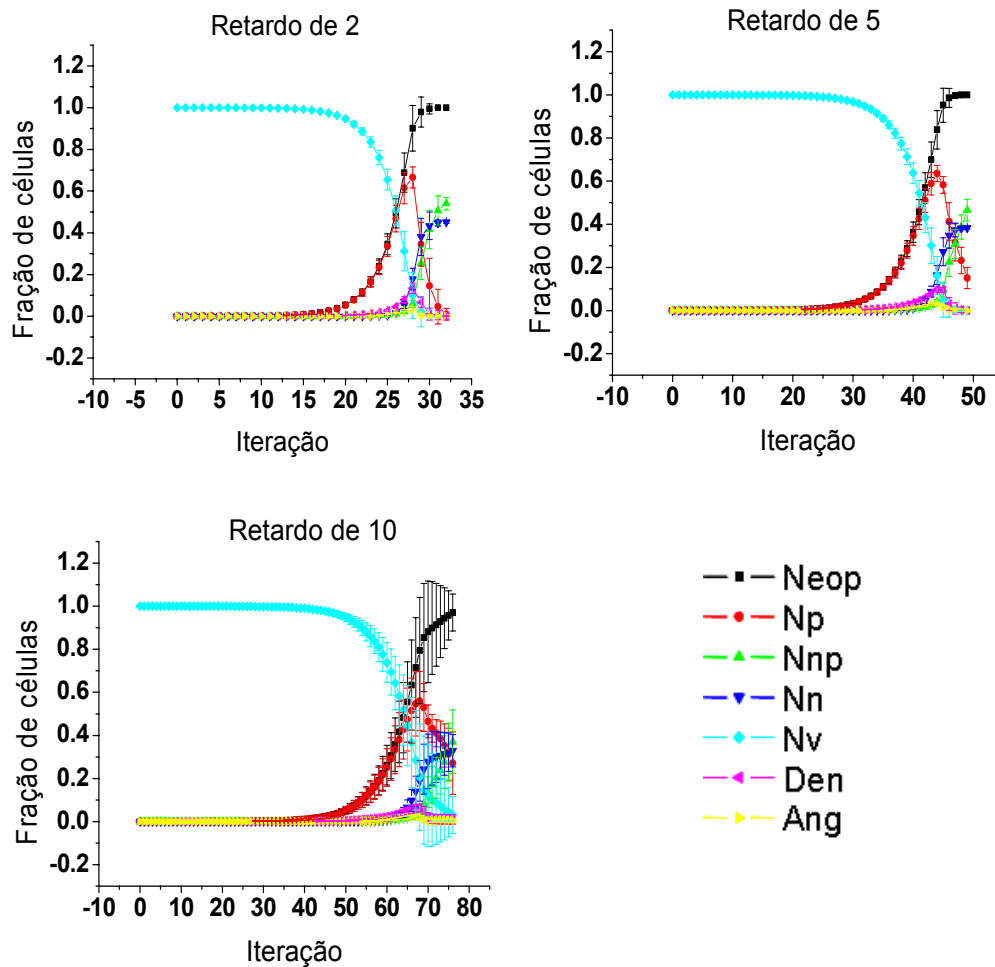 Retardo de 2
Fração de células
1.2
1.0
0.8
0.6
0.4
0.2
0.0
-0.2
-10 -5 0 5 10 15 20 25 30 35
Iteração
Retardo de 5
Fração de células
1.2
1.0
0.8
0.6
0.4
0.2
0.0
-0.2
-10 0 10 20 30 40 50
Iteração
Retardo de 10
Fração de células
1.2
1.0
0.8
0.6
0.4
0.2
0.0
-0.2
-10 0 10 20 30 40 50 60 70 80
Iteração
Neop
Np
Nnp
Nn
Nv
Den
Ang